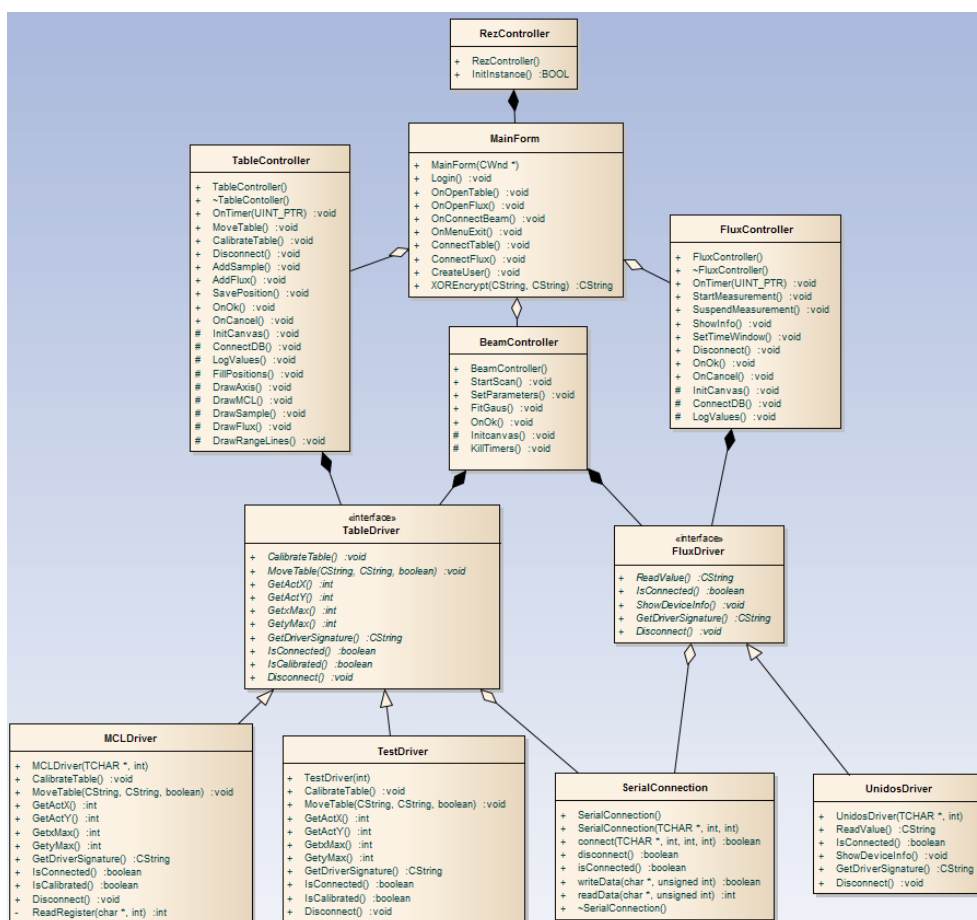 RezController
+ RezController()
+ InitInstance() :BOOL
MainForm
+ MainForm(CWnd *)
+ Login() :void
+ OnOpenTable() :void
+ OnOpenFlux() :void
+ OnConnectBeam() :void
+ OnMenuExit() :void
+ ConnectTable() :void
+ ConnectFlux() :void
+ CreateUser() :void
+ XOREncrypt(CString, CString) :CString
TableController
+ TableController()
+ ~TableContoller()
+ OnTimer(UINT_PTR) :void
+ MoveTable() :void
+ CalibrateTable() :void
+ Disconnect() :void
+ AddSample() :void
+ AddFlux() :void
+ SavePosition() :void
+ OnOk() :void
+ OnCancel() :void
# InitCanvas() :void
# ConnectDB() :void
# LogValues() :void
# FillPositions() :void
# DrawAxis() :void
# DrawMCL() :void
# DrawSample() :void
# DrawFlux() :void
# DrawRangeLines() :void
FluxController
+ FluxController()
+ ~FluxController()
+ OnTimer(UINT_PTR) :void
+ StartMeasurement() :void
+ SuspendMeasurement() :void
+ ShowInfo() :void
+ SetTimeWindow() :void
+ Disconnect() :void
+ OnOk() :void
+ OnCancel() :void
# InitCanvas() :void
# ConnectDB() :void
# LogValues() :void
BeamController
+ BeamController()
+ StartScan() :void
+ SetParameters() :void
+ FitGaus() :void
+ OnOk() :void
# Initcanvas() :void
# KillTimers() :void
«interface»
TableDriver
+ CalibrateTable() :void
+ MoveTable(CString, CString, boolean) :void
+ GetActX() :int
+ GetActY() :int
+ GetxMax() :int
+ GetyMax() :int
+ GetDriverSignature() :CString
+ IsConnected() :boolean
+ IsCalibrated() :boolean
+ Disconnect() :void
«interface»
FluxDriver
+ ReadValue() :CString
+ IsConnected() :boolean
+ ShowDeviceInfo() :void
+ GetDriverSignature() :CString
+ Disconnect() :void
MCLDriver
+ MCLDriver(TCHAR *, int)
+ CalibrateTable() :void
+ MoveTable(CString, CString, boolean) :void
+ GetActX() :int
+ GetActY() :int
+ GetxMax() :int
+ GetyMax() :int
+ GetDriverSignature() :CString
+ IsConnected() :boolean
+ IsCalibrated() :boolean
+ Disconnect() :void
- ReadRegister(char *, int) :int
TestDriver
+ TestDriver(int)
+ CalibrateTable() :void
+ MoveTable(CString, CString, boolean) :void
+ GetActX() :int
+ GetActY() :int
+ GetxMax() :int
+ GetyMax() :int
+ GetDriverSignature() :CString
+ IsConnected() :boolean
+ IsCalibrated() :boolean
+ Disconnect() :void
SerialConnection
+ SerialConnection()
+ SerialConnection(TCHAR *, int, int)
+ connect(TCHAR *, int, int, int) :boolean
+ disconnect() :boolean
+ isConnected() :boolean
+ writeData(char *, unsigned int) :boolean
+ readData(char *, unsigned int) :int
+ ~SerialConnection()
UnidosDriver
+ UnidosDriver(TCHAR *, int)
+ ReadValue() :CString
+ IsConnected() :boolean
+ ShowDeviceInfo() :void
+ GetDriverSignature() :CString
+ Disconnect() :void